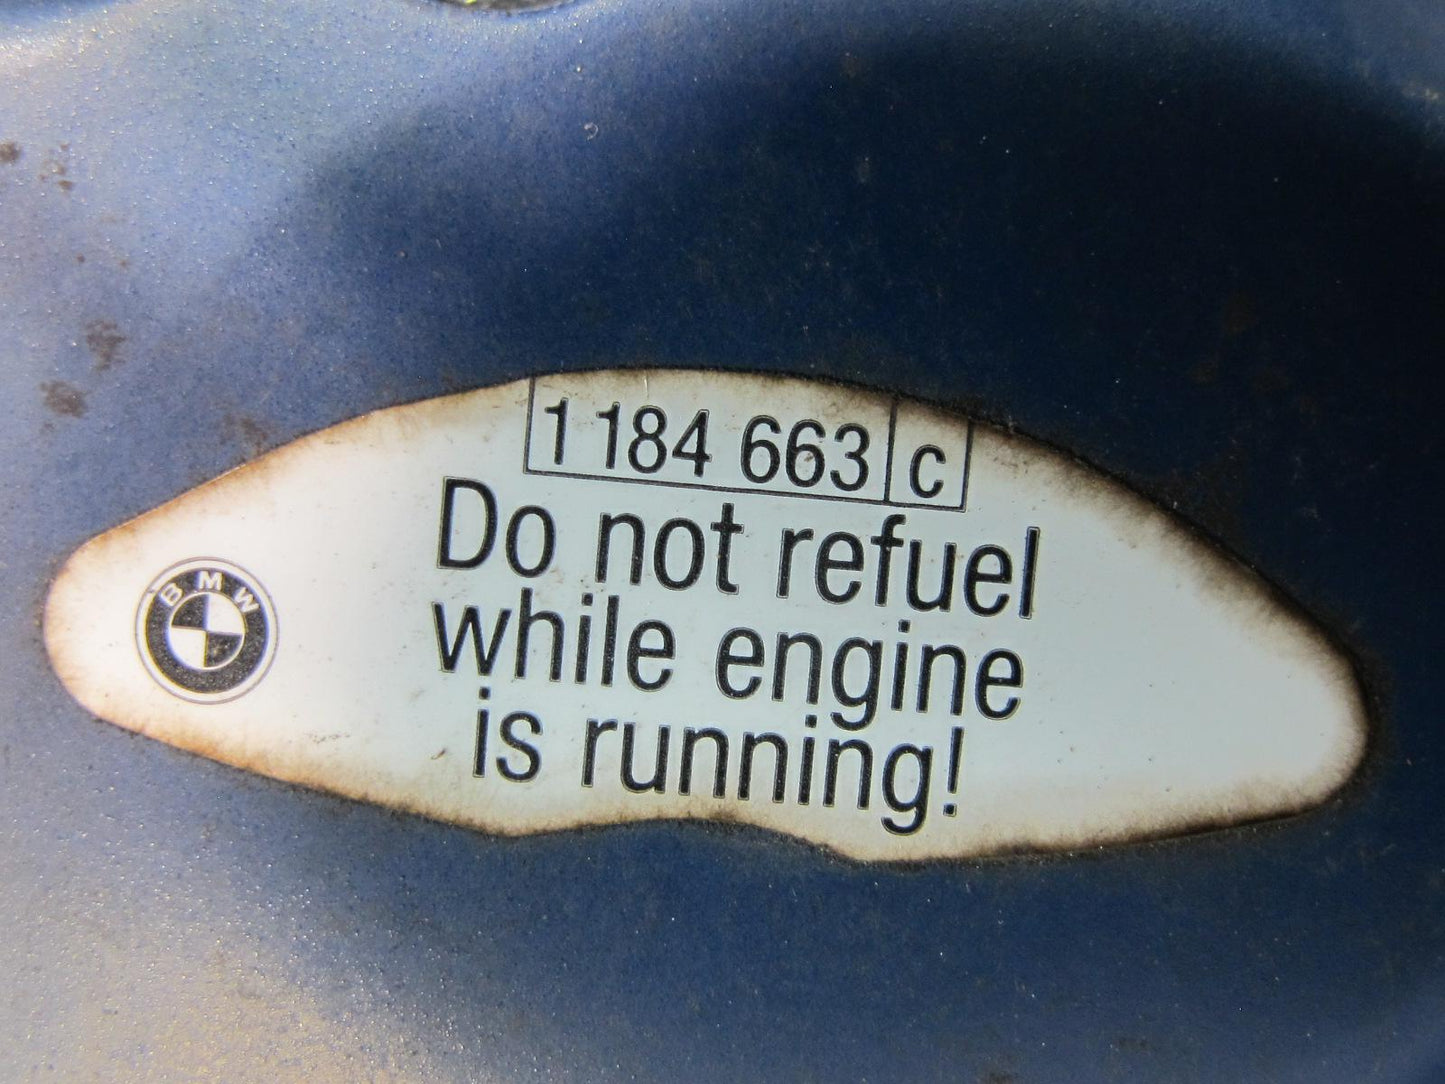 1 184 663 c
Do not refuel
while engine
is running!
BMW